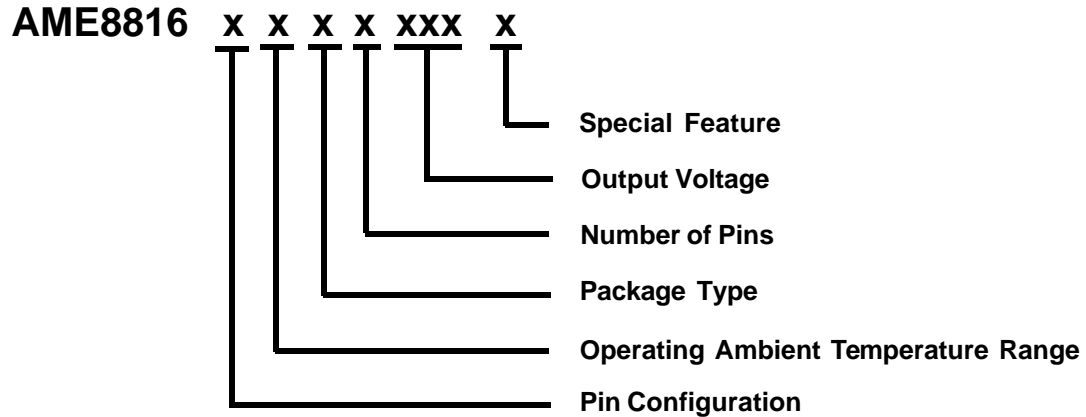 AME8816 x x x x xxx x
Special Feature
Output Voltage
Number of Pins
Package Type
Operating Ambient Temperature Range
Pin Configuration